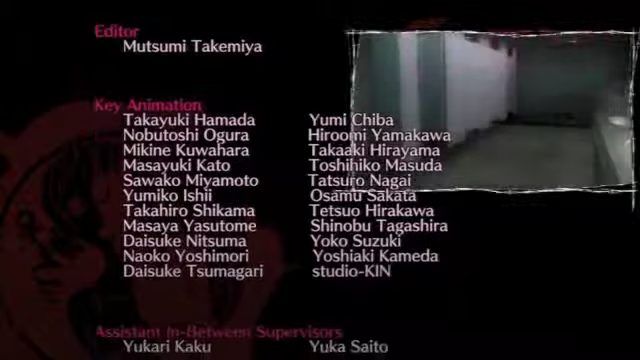 Editor
Mutsumi Takemiya
Key Animation
Takayuki Hamada Yumi Chiba
Nobutoshi Ogura Hiroomi Yamakawa
Mikine Kuwahara Takaaki Hirayama
Masayuki Kato Toshihiko Masuda
Sawako Miyamoto Tatsuro Nagai
Yumiko Ishii Osamu Sakata
Takahiro Shikama Tetsuo Hirakawa
Masaya Yasutome Shinobu Tagashira
Daisuke Nitsuma Yoko Suzuki
Naoko Yoshimori Yoshiaki Kameda
Daisuke Tsumagari studio-KIN
Assistant In-Between Supervisors
Yukari Kaku Yuka Saito